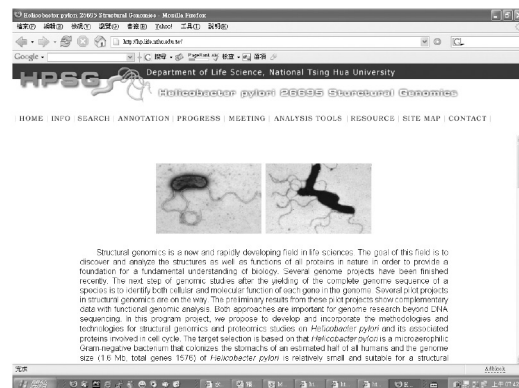 Helicobacter pylori 26695 Structural Genomics - Mozilla Firefox
Yahoo!
http://hp.life.nthu.edu.tw/
Google
Department of Life Science, National Tsing Hua University
HPSG
Helicobacter pylori 26695 Sturctural Genomics
| HOME | INFO | SEARCH | ANNOTATION | PROGRESS | MEETING | ANALYSIS TOOLS | RESOURCE | SITE MAP | CONTACT |
Structural genomics is a new and rapidly developing field in life sciences. The goal of this field is to
discover and analyze the structures as well as functions of all proteins in nature in order to provide a
foundation for a fundamental understanding of biology. Several genome projects have been finished
recently. The next step of genomic studies after the yielding of the complete genome sequence of a
species is to identify both cellular and molecular function of each gene in the genome. Several pilot projects
in structural genomics are on the way. The preliminary results from these pilot projects show complementary
data with functional genomic analysis. Both approaches are important for genome research beyond DNA
sequencing. In this program project, we propose to develop and incorporate the methodologies and
technologies for structural genomics and proteomics studies on Helicobacter pylori and its associated
proteins involved in cell cycle. The target selection is based on that Helicobacter pylori is a microaerophilic
Gram-negative bacterium that colonizes the stomachs of an estimated half of all humans and the genome
size (1.6 Mb, total genes 1576) of Helicobacter pylori is relatively small and suitable for a structural
完成
Adblock